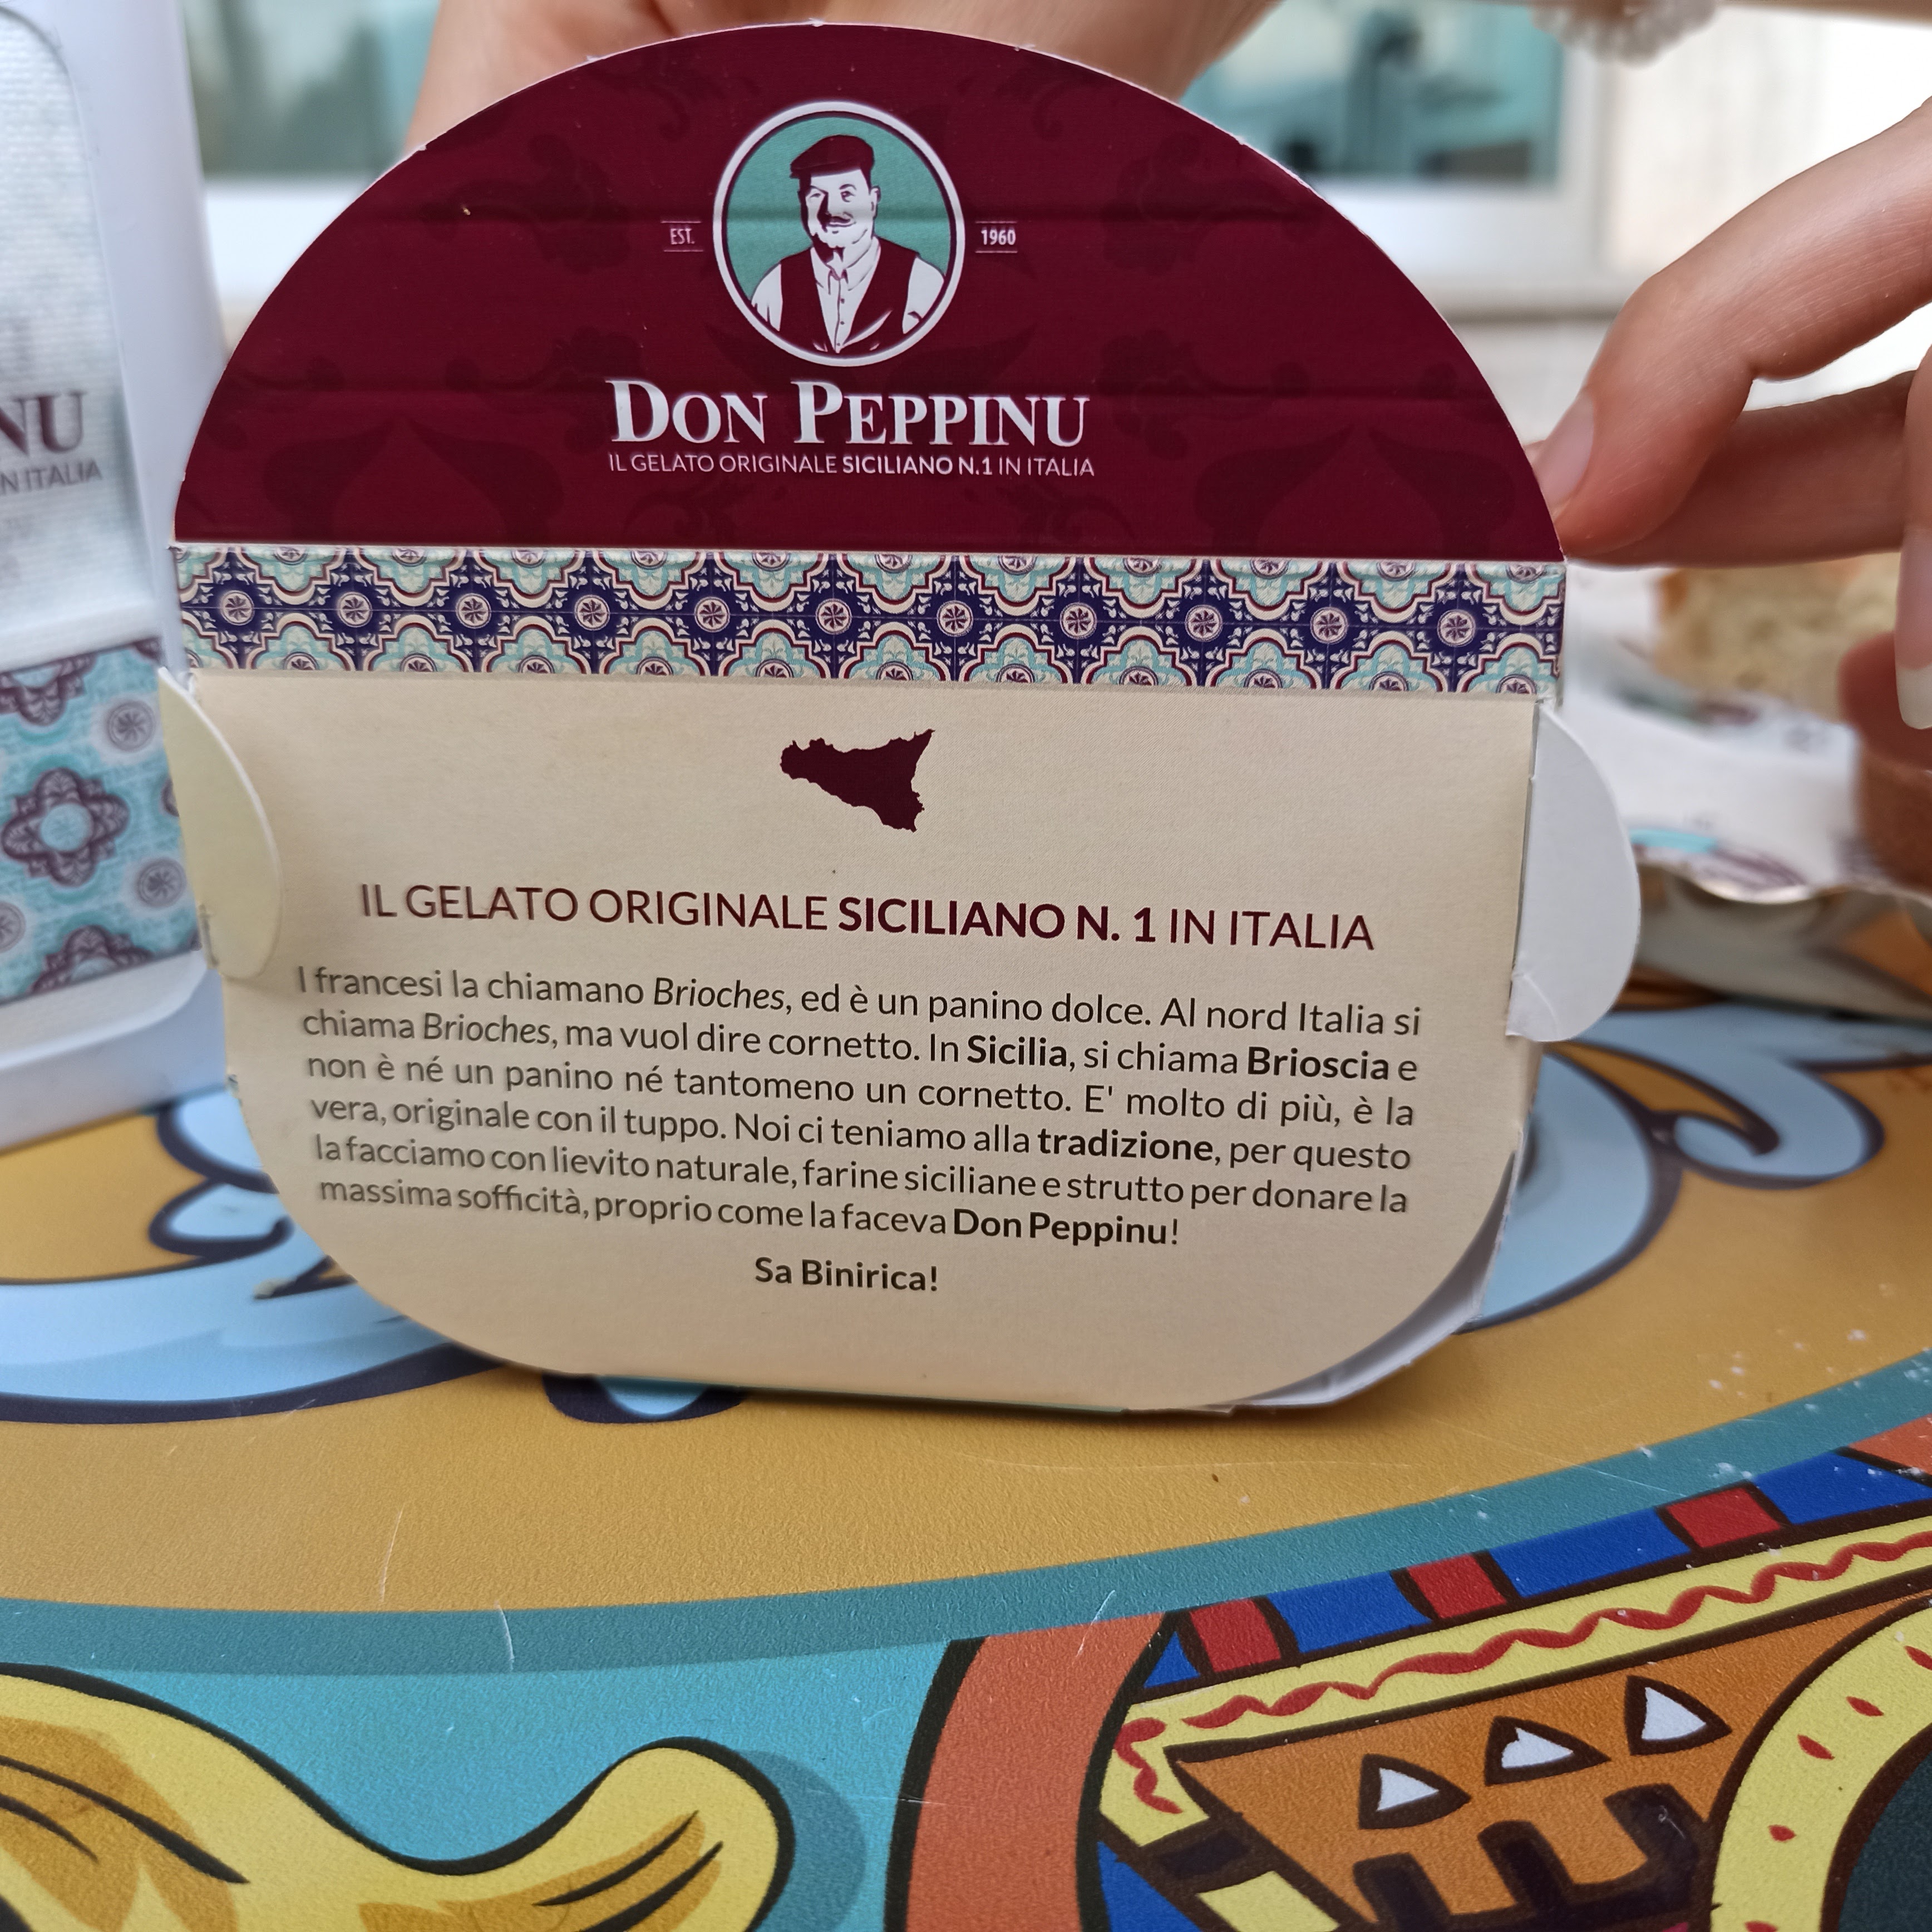 EST.
1960
DON PEPPINU
IL GELATO ORIGINALE SICILIANO N.1 IN ITALIA
NU
N ITALIA
IL GELATO ORIGINALE SICILIANO N. 1 IN ITALIA
I francesi la chiamano Brioches, ed è un panino dolce. Al nord Italia si
chiama Brioches, ma vuol dire cornetto. In Sicilia, si chiama Brioscia e
non è né un panino né tantomeno un cornetto. E' molto di più, è la
vera, originale con il tuppo. Noi ci teniamo alla tradizione, per questo
la facciamo con lievito naturale, farine siciliane e strutto per donare la
massima sofficità, proprio come la faceva Don Peppinu!
Sa Binirica!